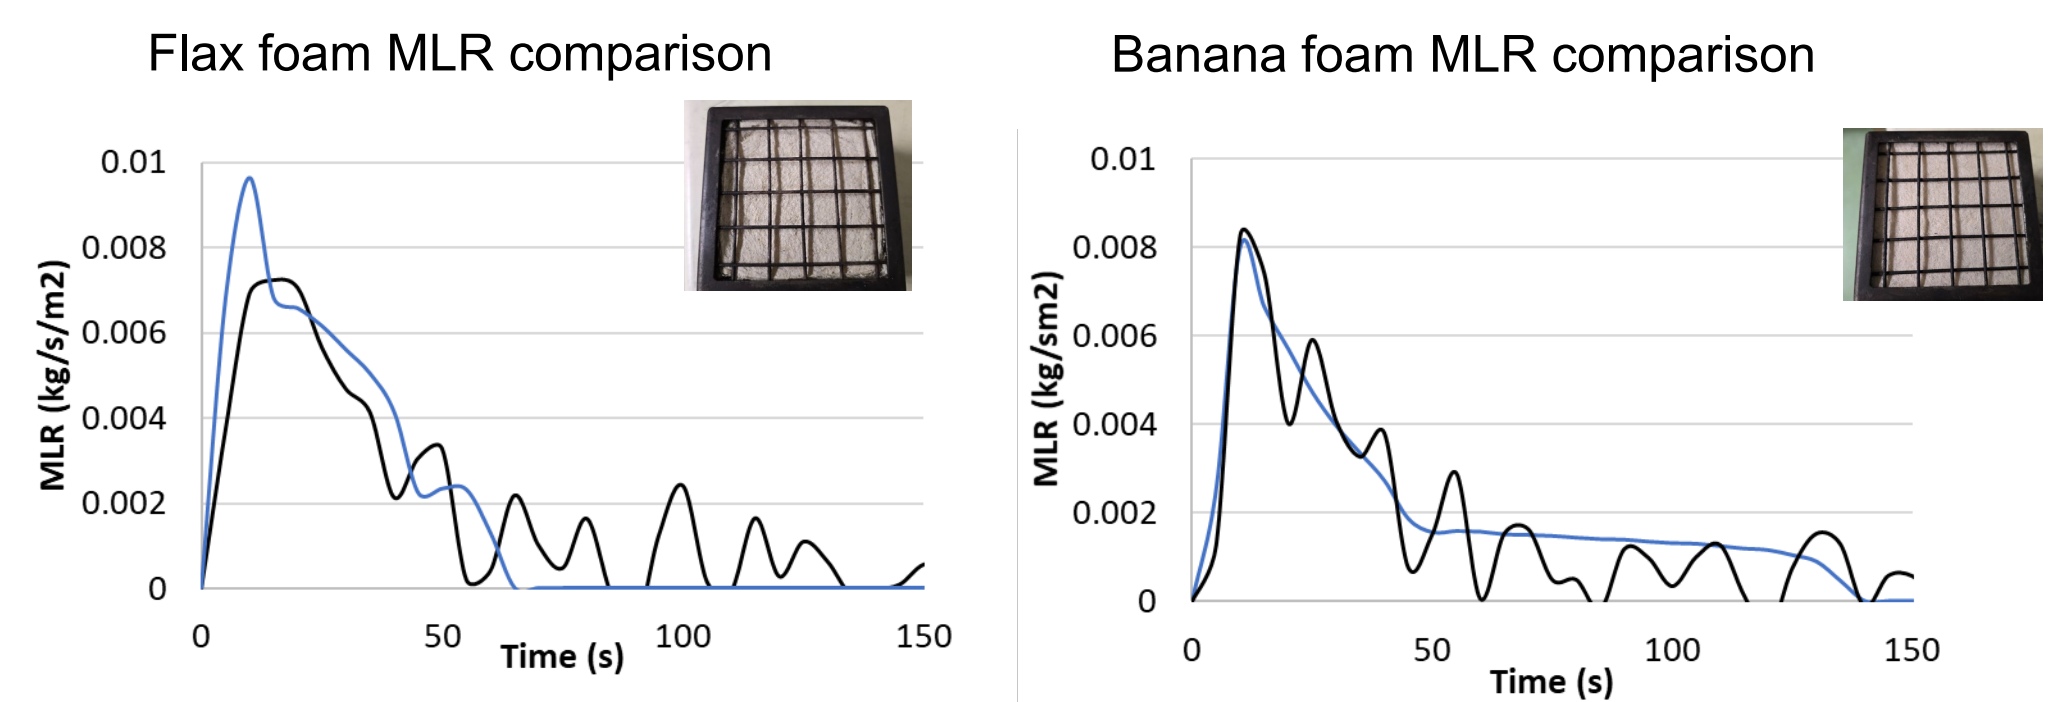 Flax foam MLR comparison
0.01
0.008
0.006
0.004
0.002
0
MLR (kg/s/m2)
0 50 100 150
Time (s)
Banana foam MLR comparison
0.01
0.008
0.006
0.004
0.002
0
MLR (kg/sm2)
0 50 100 150
Time (s)